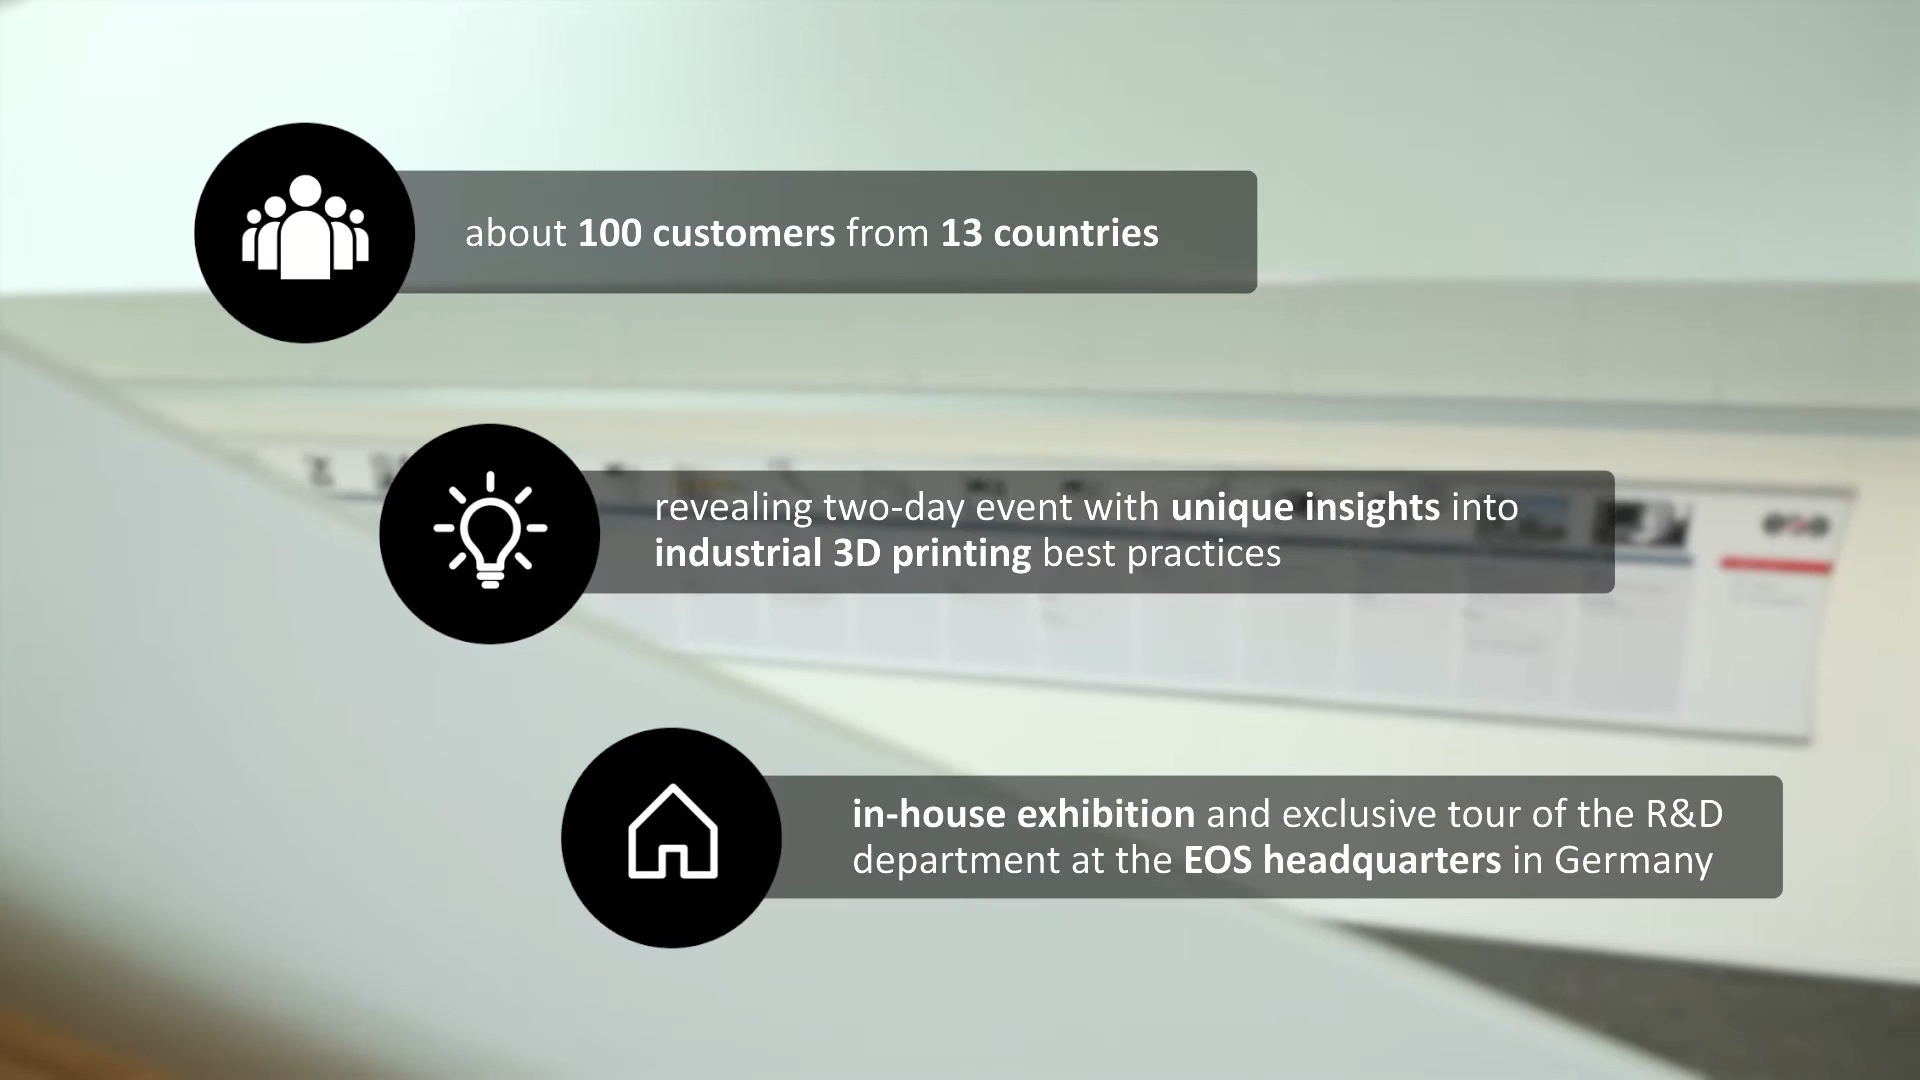 about 100 customers from 13 countries
revealing two-day event with unique insights into
industrial 3D printing best practices
in-house exhibition and exclusive tour of the R&D
department at the EOS headquarters in Germany